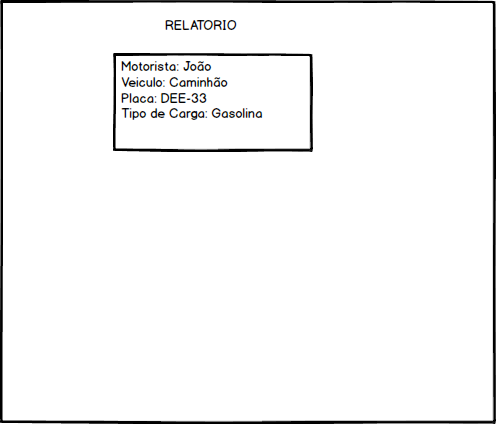 RELATORIO
Motorista: João
Veiculo: Caminhão
Placa: DEE-33
Tipo de Carga: Gasolina